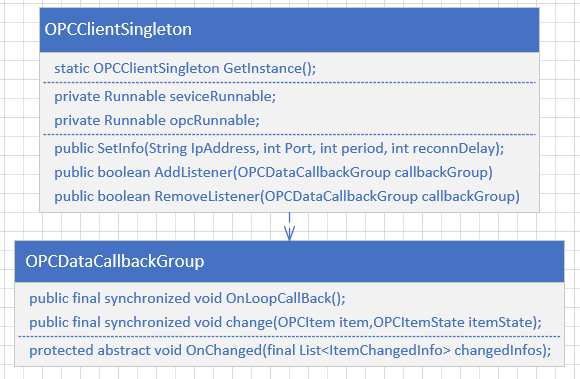 OPCClientSingleton
static OPCClientSingleton GetInstance();
private Runnable seviceRunnable;
private Runnable opcRunnable;
public SetInfo(String IpAddress, int Port, int period, int reconnDelay);
public boolean AddListener(OPCDataCallbackGroup callbackGroup)
public boolean RemoveListener(OPCDataCallbackGroup callbackGroup)
OPCDataCallbackGroup
public final synchronized void OnLoopCallBack();
public final synchronized void change(OPCItem item,OPCItemState itemState);
protected abstract void OnChanged(final List<ItemChangedInfo> changedInfos);